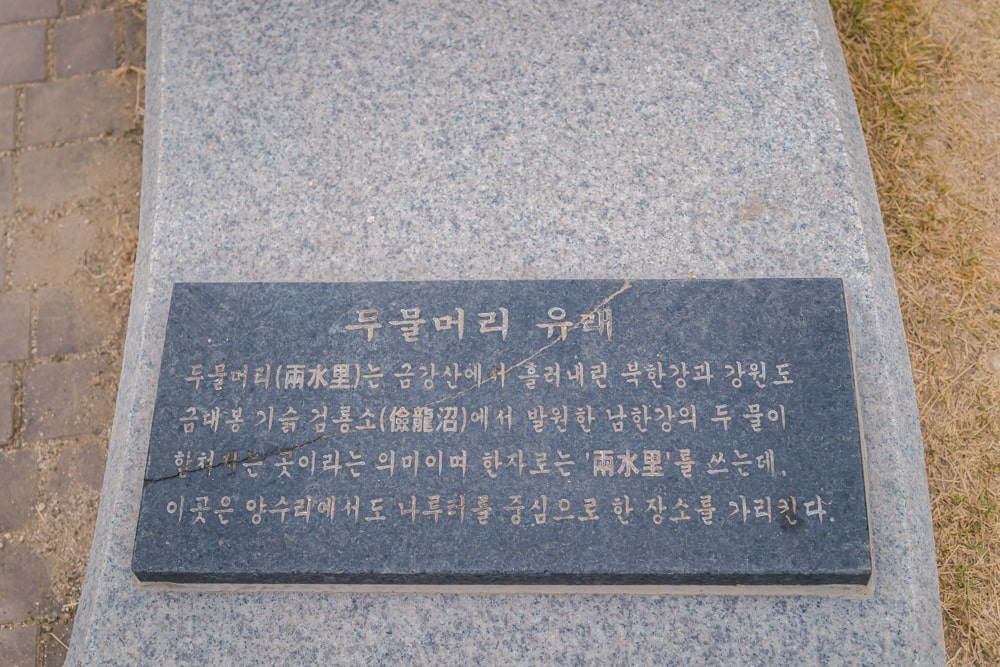 두물머리 유래
두물머리(兩水里)는 금강산에서 흘러내린 북한강과 강원도
금대봉 기슭 검룡소(儉龍沼)에서 발원한 남한강의 두 물이
합쳐지는 곳이라는 의미이며 한자로는 '兩水里'를 쓰는데,
이곳은 양수리에서도 나루터를 중심으로 한 장소를 가리킨다.